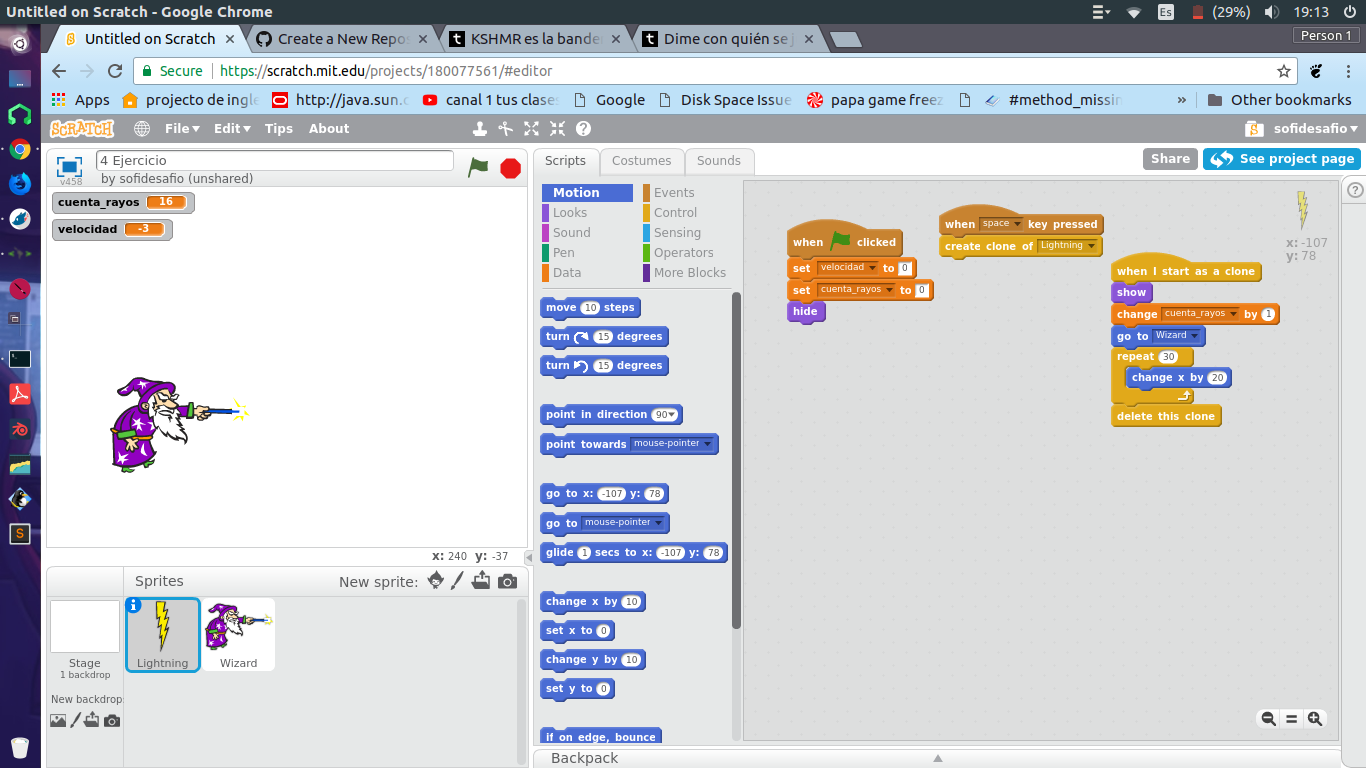 Untitled on Scratch - Google Chrome
Es
(29%)
19:13
Untitled on Scratch
Create a New Repo
KSHMR es la bande
Dime con quién se j
Person 1
Secure
https://scratch.mit.edu/projects/180077561/#editor
Apps
projecto de ingle
http://java.sun.c
canal 1 tus clase
Google
Disk Space Issue
papa game freez
#method_missin
»
Other bookmarks
SCRATCH
File
Edit
Tips
About
sofidesafio
4 Ejercicio
by sofidesafio (unshared)
v458
Scripts
Costumes
Sounds
Share
See project page
cuenta_rayos 16
velocidad -3
Motion
Events
Looks
Control
Sound
Sensing
Pen
Operators
Data
More Blocks
move 10 steps
turn 15 degrees
turn 15 degrees
point in direction 90
point towards mouse-pointer
go to x: -107 y: 78
go to mouse-pointer
glide 1 secs to x: -107 y: 78
change x by 10
set x to 0
change y by 10
set y to 0
if on edge, bounce
when clicked
set velocidad to 0
set cuenta_rayos to 0
hide
when space key pressed
create clone of Lightning
when I start as a clone
show
change cuenta_rayos by 1
go to Wizard
repeat 30
change x by 20
delete this clone
x: -107
y: 78
x: 240 y: -37
Sprites
New sprite:
Stage
1 backdrop
New backdrop
Lightning
Wizard
Backpack